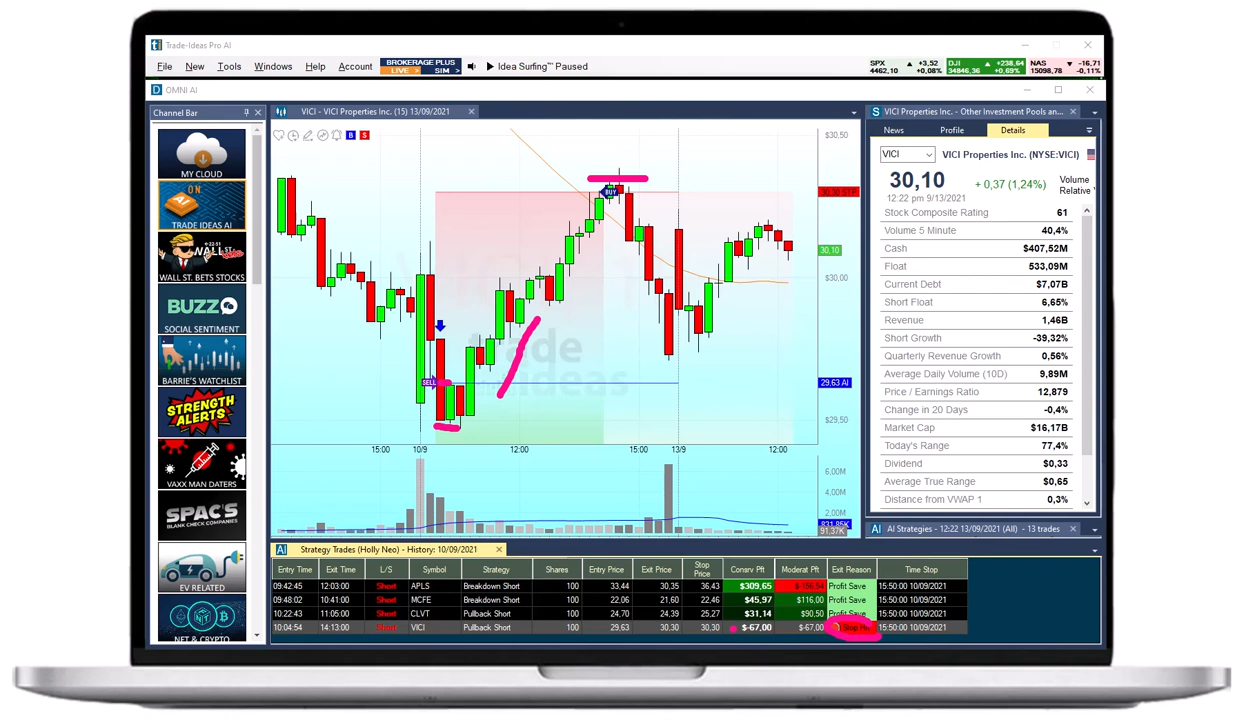 Trade-Ideas Pro AI
File New Tools Windows Help Account BROKERAGE PLUS LIVE > SIM > Idea Surfing™ Paused
SPX +3,52 DJI +238,64 NAS -16,71
4462,10 +0,08% 34846,36 +0,69% 15098,78 -0,11%
OMNI AI
Channel Bar
MY CLOUD
ON
AI
TRADE IDEAS AI
WALL ST. BETS STOCKS
BUZZ
SOCIAL SENTIMENT
BARRIE'S WATCHLIST
STRENGTH
ALERTS
VAXX MAN DATERS
SPAC'S
BLANK CHECK COMPANIES
EV RELATED
NFT & CRYPTO
VICI - VICI Properties Inc. (15) 13/09/2021
B S
$30,50
BUY
30,30 STP
30,10
$30,00
trade
ideas
SELL
29,63 AI
$29,50
15:00 10/9 12:00 15:00 13/9 12:00
6,00M
4,00M
2,00M
831,85K
91,37K
VICI Properties Inc. - Other Investment Pools an...
News Profile Details
VICI VICI Properties Inc. (NYSE:VICI)
30,10 + 0,37 (1,24%) Volume
12:22 pm 9/13/2021 Relative
Stock Composite Rating 61
Volume 5 Minute 40,4%
Cash $407,52M
Float 533,09M
Current Debt $7,07B
Short Float 6,65%
Revenue 1,46B
Short Growth -39,32%
Quarterly Revenue Growth 0,56%
Average Daily Volume (10D) 9,89M
Price / Earnings Ratio 12,879
Change in 20 Days -0,4%
Market Cap $16,17B
Today's Range 77,4%
Dividend $0,33
Average True Range $0,65
Distance from VWAP 1 0,3%
AI AI Strategies - 12:22 13/09/2021 (All) - 13 trades
AI Strategy Trades (Holly Neo) - History: 10/09/2021
Entry Time Exit Time L/S Symbol Strategy Shares Entry Price Exit Price Stop Price Consrv Pft Moderat Pft Exit Reason Time Stop
09:42:45 12:03:00 Short APLS Breakdown Short 100 33,44 30,35 36,43 $309,65 Profit Save 15:50:00 10/09/2021
09:48:02 10:41:00 Short MCFE Breakdown Short 100 22,06 21,60 22,46 $45,97 $116,00 Profit Save 15:50:00 10/09/2021
10:22:43 11:05:00 Short CLVT Pullback Short 100 24,70 24,39 25,27 $31,14 $90,50 Profit Save 15:50:00 10/09/2021
10:04:54 14:13:00 Short VICI Pullback Short 100 29,63 30,30 30,30 $-67,00 $-67,00 Stop 15:50:00 10/09/2021